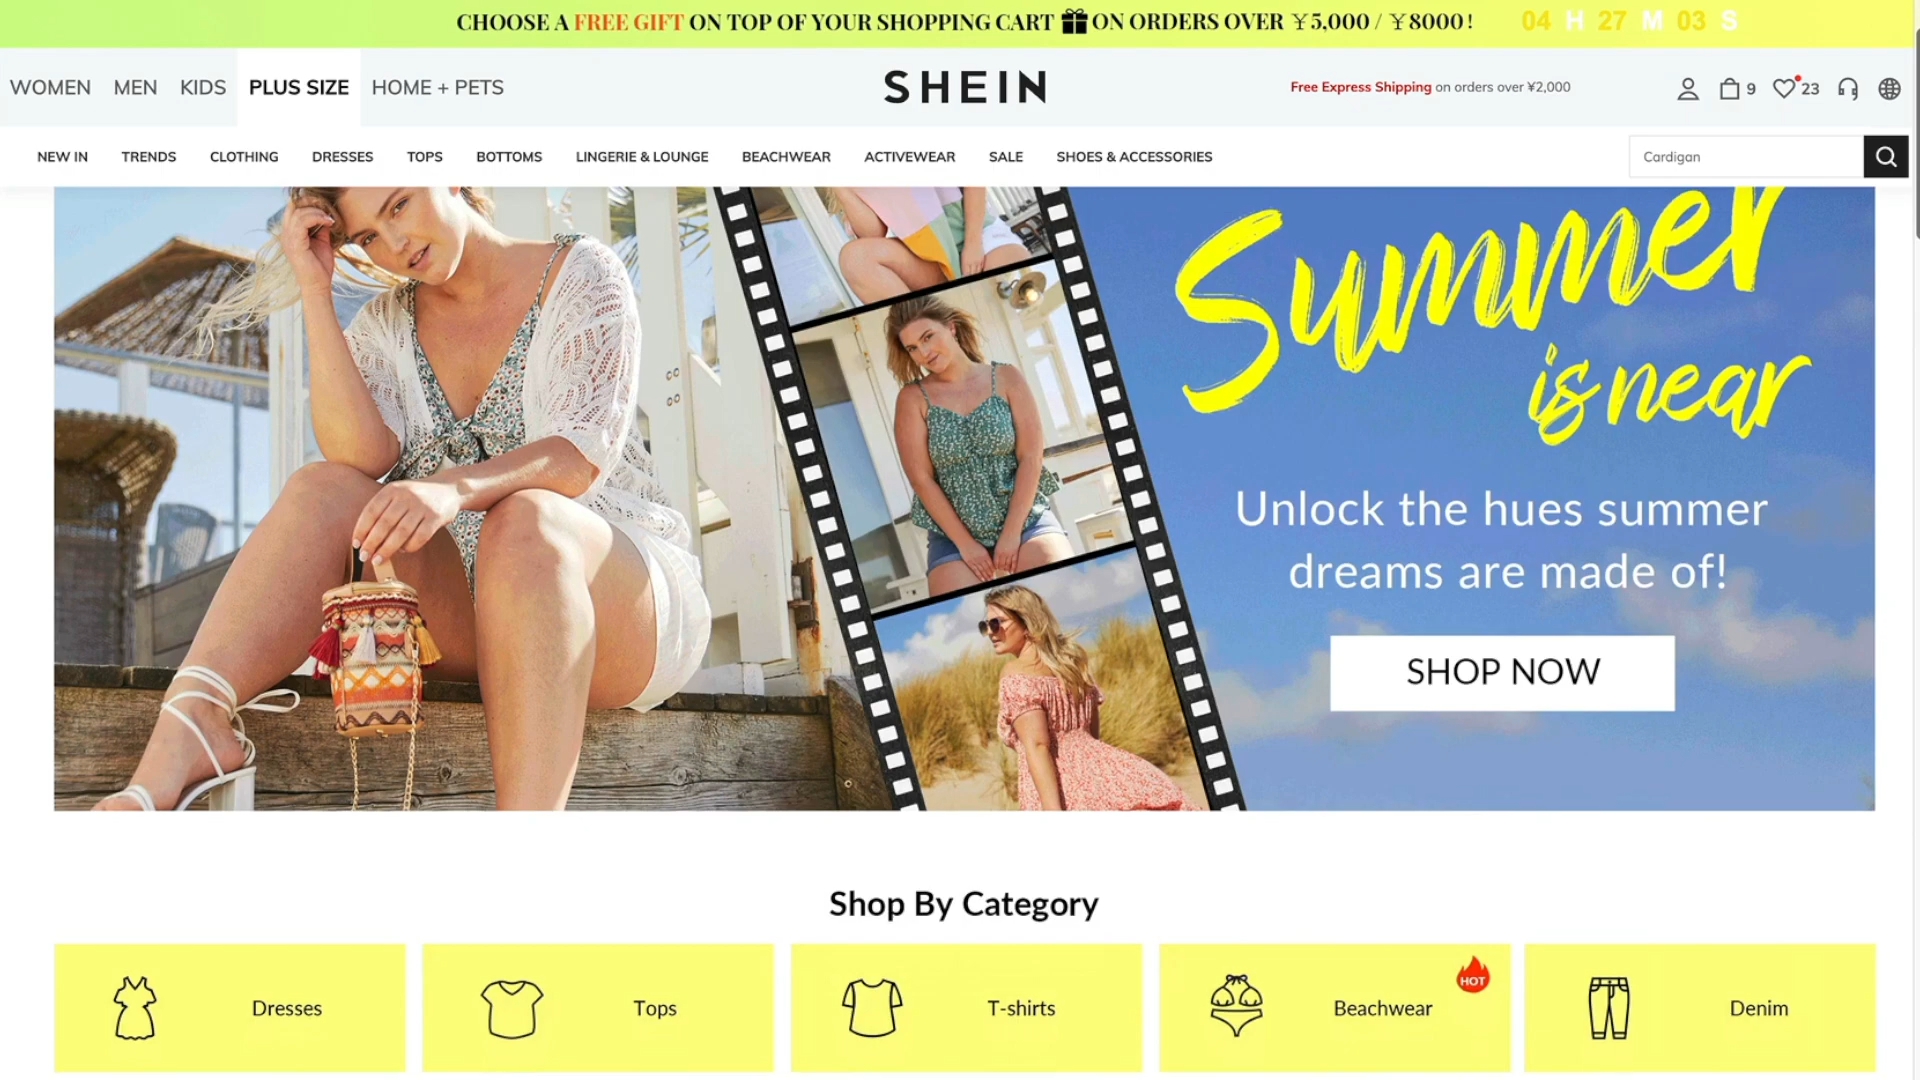 CHOOSE A FREE GIFT ON TOP OF YOUR SHOPPING CART ON ORDERS OVER ¥5,000 / ¥8000! 04 H 27 M 03 S
WOMEN MEN KIDS PLUS SIZE HOME + PETS SHEIN Free Express Shipping on orders over ¥2,000 9 23
NEW IN TRENDS CLOTHING DRESSES TOPS BOTTOMS LINGERIE & LOUNGE BEACHWEAR ACTIVEWEAR SALE SHOES & ACCESSORIES Cardigan
Summer
is near
Unlock the hues summer
dreams are made of!
SHOP NOW
Shop By Category
HOT
Dresses Tops T-shirts Beachwear Denim